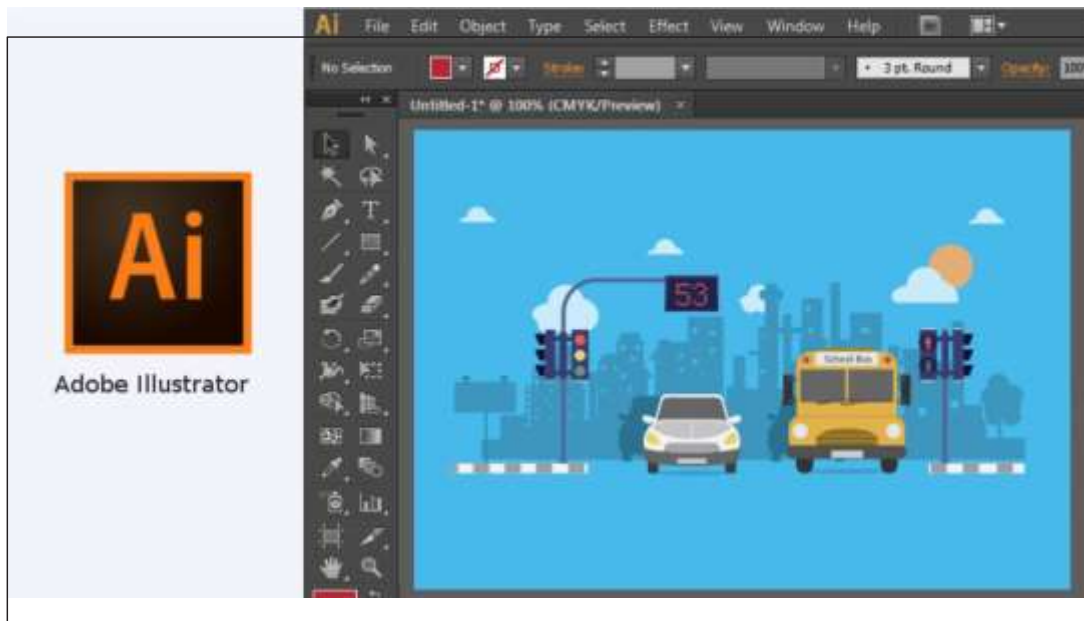 Ai File Edit Object Type Select Effect View Window Help
No Selection Stroke: 3 pt. Round Opacity: 100%
Untitled-1* @ 100% (CMYK/Preview) ×
Ai
Adobe Illustrator
T
53
School Bus